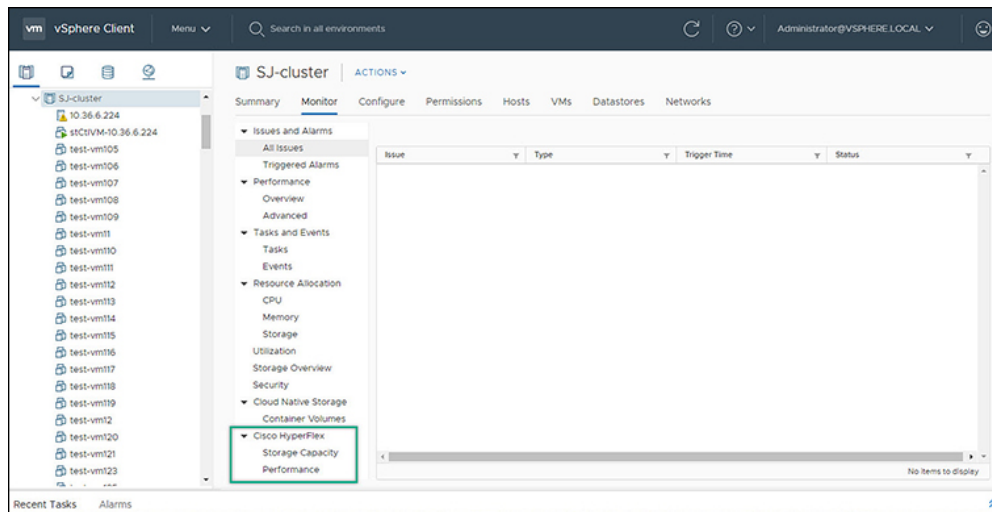 vm vSphere Client Menu Search in all environments Administrator@VSPHERE.LOCAL
SJ-cluster ACTIONS
Summary Monitor Configure Permissions Hosts VMs Datastores Networks
SJ-cluster
10.36.6.224
stCtlVM-10.36.6.224
test-vm105
test-vm106
test-vm107
test-vm108
test-vm109
test-vm11
test-vm110
test-vm111
test-vm112
test-vm113
test-vm114
test-vm115
test-vm116
test-vm117
test-vm118
test-vm119
test-vm12
test-vm120
test-vm121
test-vm123
Issues and Alarms
All Issues
Triggered Alarms
Performance
Overview
Advanced
Tasks and Events
Tasks
Events
Resource Allocation
CPU
Memory
Storage
Utilization
Storage Overview
Security
Cloud Native Storage
Container Volumes
Cisco HyperFlex
Storage Capacity
Performance
Issue Type Trigger Time Status
No items to display
Recent Tasks Alarms